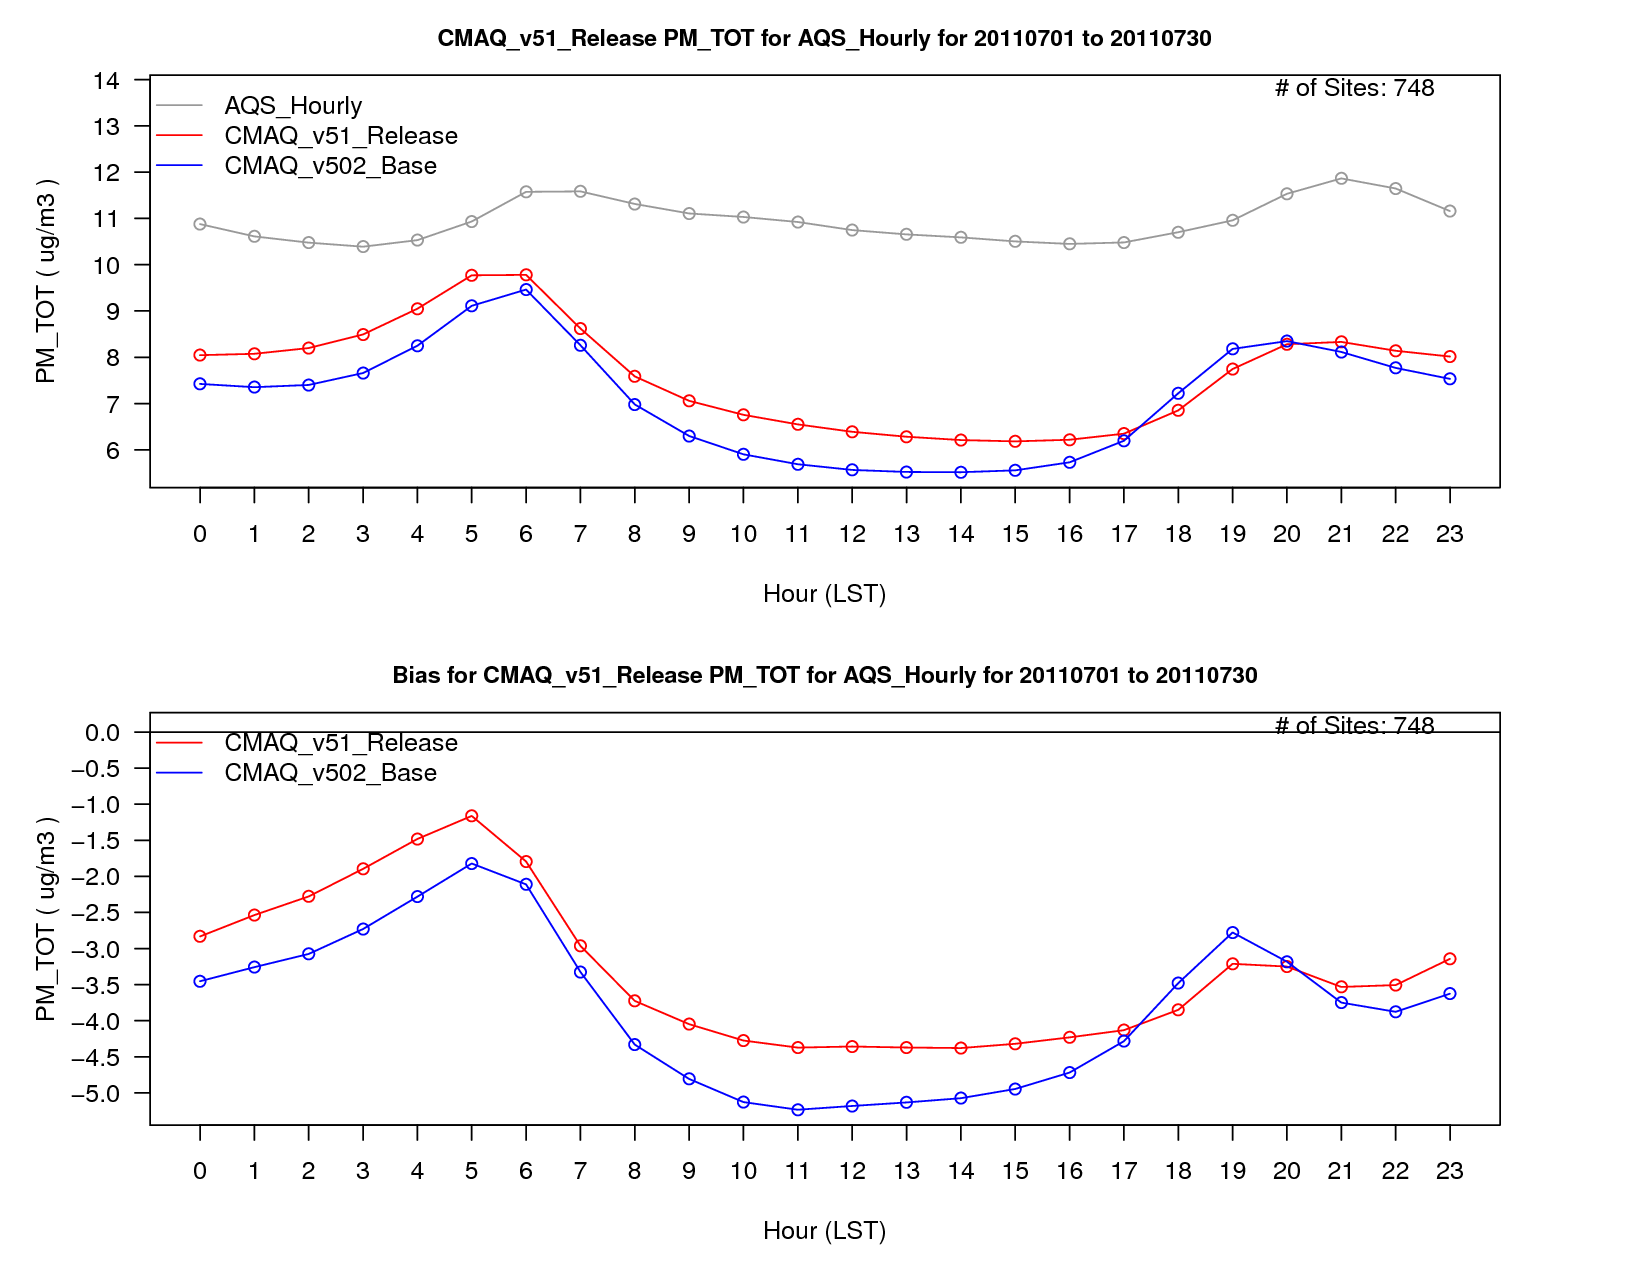 CMAQ_v51_Release PM_TOT for AQS_Hourly for 20110701 to 20110730
# of Sites: 748
AQS_Hourly
CMAQ_v51_Release
CMAQ_v502_Base
PM_TOT ( ug/m3 )
14
13
12
11
10
9
8
7
6
0 1 2 3 4 5 6 7 8 9 10 11 12 13 14 15 16 17 18 19 20 21 22 23
Hour (LST)
Bias for CMAQ_v51_Release PM_TOT for AQS_Hourly for 20110701 to 20110730
# of Sites: 748
CMAQ_v51_Release
CMAQ_v502_Base
PM_TOT ( ug/m3 )
0.0
−0.5
−1.0
−1.5
−2.0
−2.5
−3.0
−3.5
−4.0
−4.5
−5.0
0 1 2 3 4 5 6 7 8 9 10 11 12 13 14 15 16 17 18 19 20 21 22 23
Hour (LST)